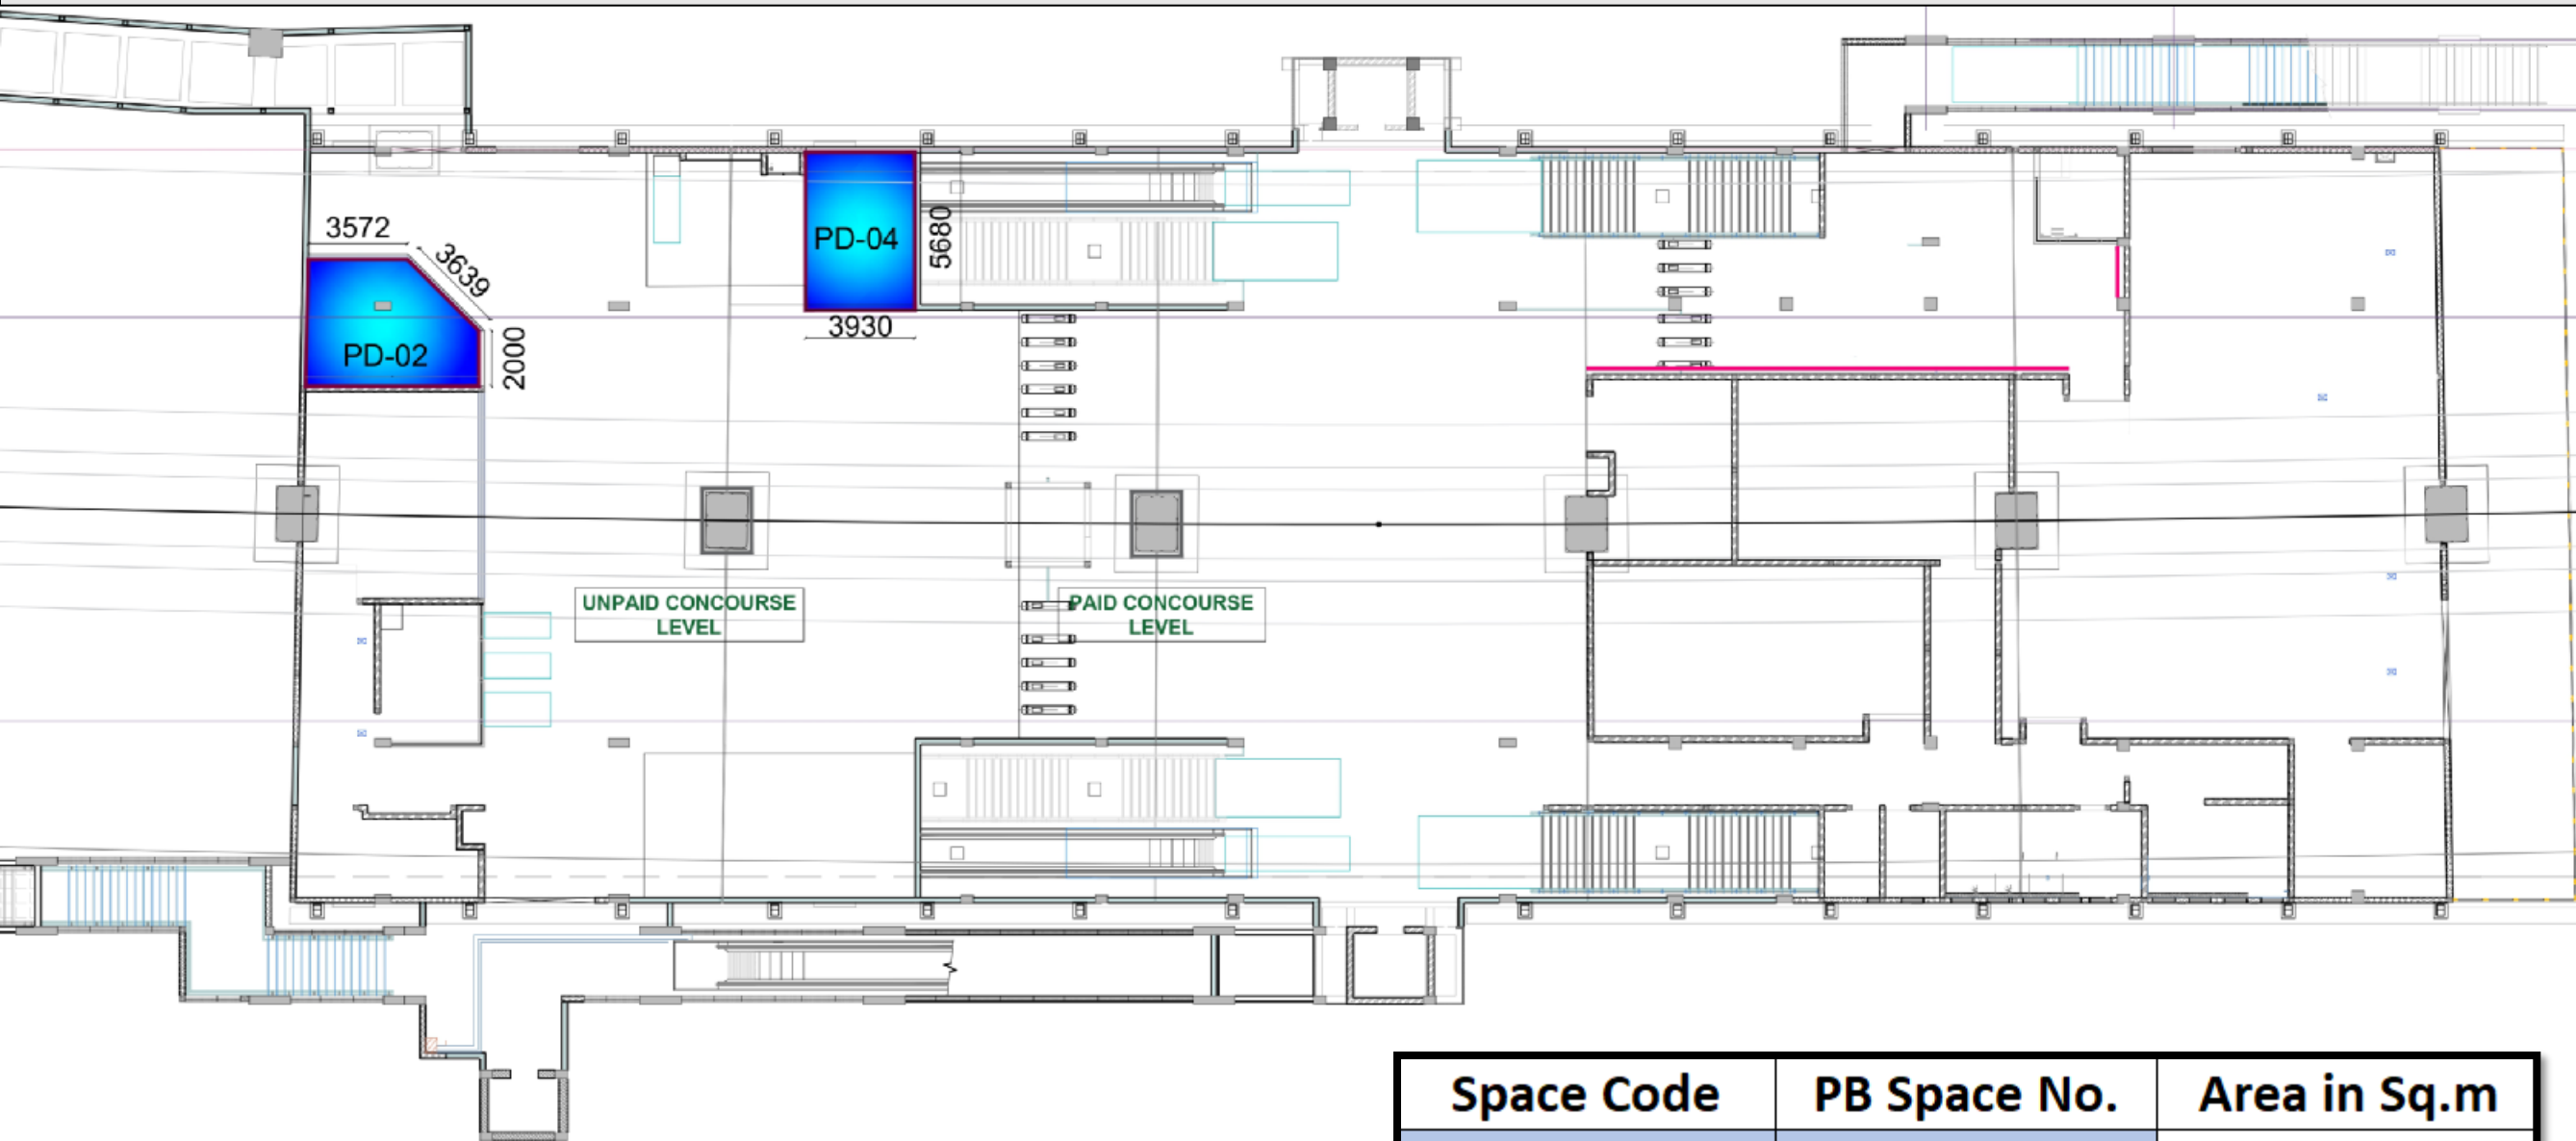 3572
3639
PD-02
2000
PD-04
5680
3930
UNPAID CONCOURSE
LEVEL
PAID CONCOURSE
LEVEL
Space Code PB Space No. Area in Sq.m